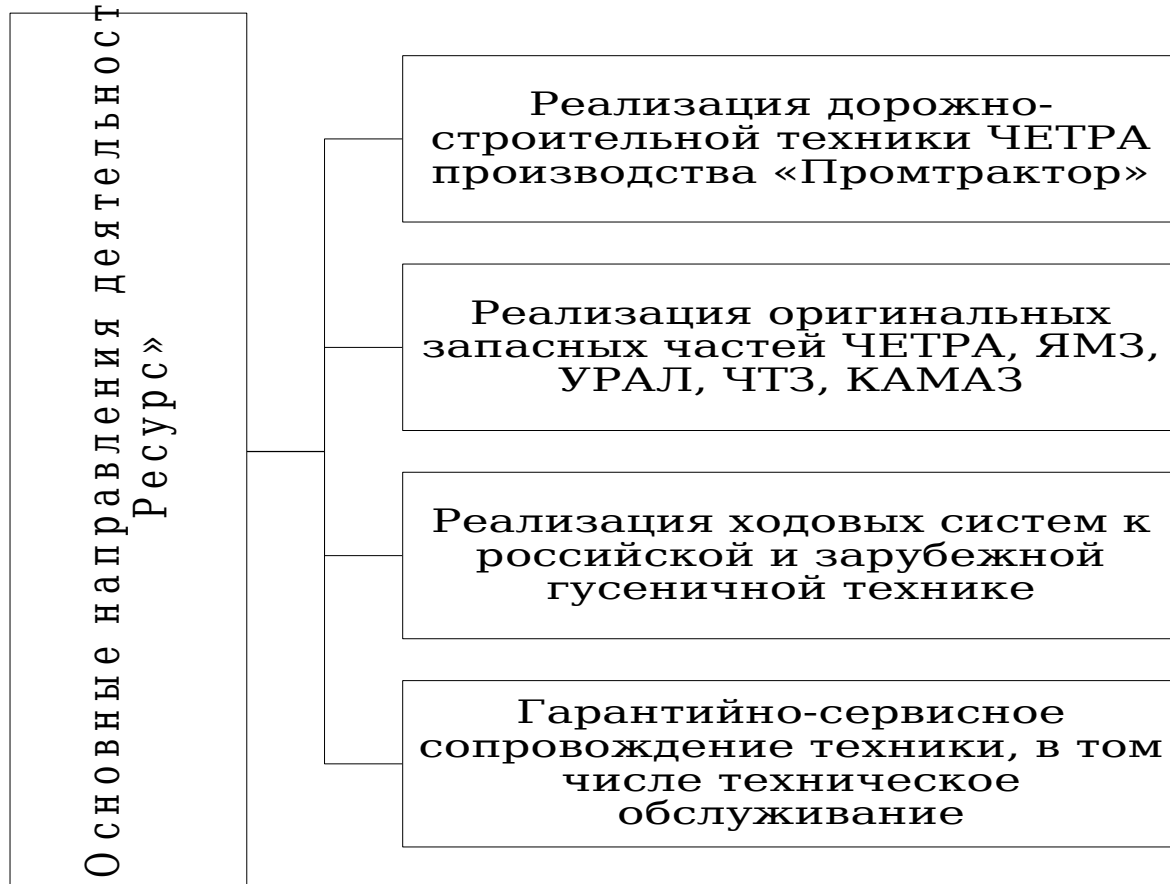 Основные направления деятельност
Ресурс»
Реализация дорожно-
строительной техники ЧЕТРА
производства «Промтрактор»
Реализация оригинальных
запасных частей ЧЕТРА, ЯМЗ,
УРАЛ, ЧТЗ, КАМАЗ
Реализация ходовых систем к
российской и зарубежной
гусеничной технике
Гарантийно-сервисное
сопровождение техники, в том
числе техническое
обслуживание